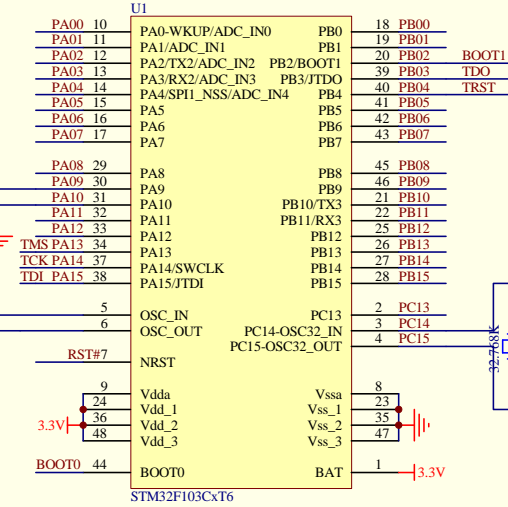 U1
PA00 10 PA0-WKUP/ADC_IN0 PB0 18 PB00
PA01 11 PA1/ADC_IN1 PB1 19 PB01
PA02 12 PA2/TX2/ADC_IN2 PB2/BOOT1 20 PB02 BOOT1
PA03 13 PA3/RX2/ADC_IN3 PB3/JTDO 39 PB03 TDO
PA04 14 PA4/SPI1_NSS/ADC_IN4 PB4 40 PB04 TRST
PA05 15 PA5 PB5 41 PB05
PA06 16 PA6 PB6 42 PB06
PA07 17 PA7 PB7 43 PB07
PA08 29 PA8 PB8 45 PB08
PA09 30 PA9 PB9 46 PB09
PA10 31 PA10 PB10/TX3 21 PB10
PA11 32 PA11 PB11/RX3 22 PB11
PA12 33 PA12 PB12 25 PB12
TMS PA13 34 PA13 PB13 26 PB13
TCK PA14 37 PA14/SWCLK PB14 27 PB14
TDI PA15 38 PA15/JTDI PB15 28 PB15
5 OSC_IN PC13 2 PC13
6 OSC_OUT PC14-OSC32_IN 3 PC14
PC15-OSC32_OUT 4 PC15
32.768K
RST# 7 NRST
9 Vdda Vssa 8
24 Vdd_1 Vss_1 23
3.3V 36 Vdd_2 Vss_2 35
48 Vdd_3 Vss_3 47
BOOT0 44 BOOT0 BAT 1 3.3V
STM32F103CxT6